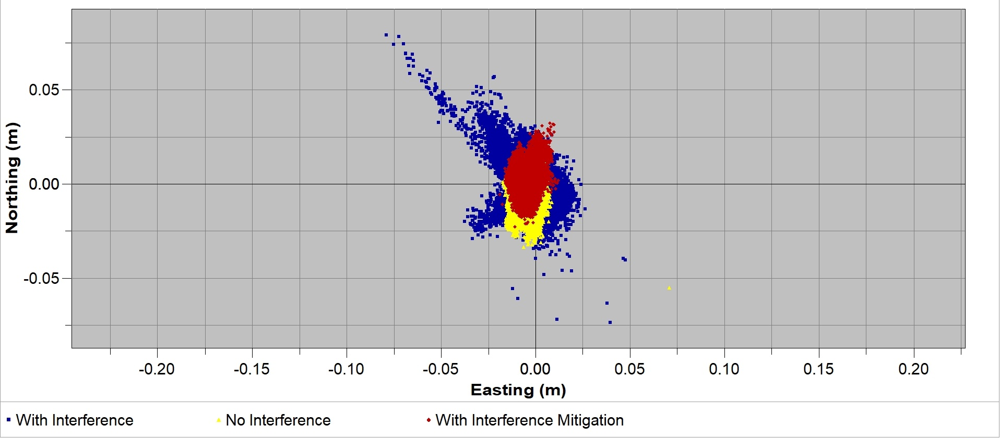 Northing (m)
0.05
0.00
-0.05
-0.20 -0.15 -0.10 -0.05 0.00 0.05 0.10 0.15 0.20
Easting (m)
With Interference No Interference With Interference Mitigation